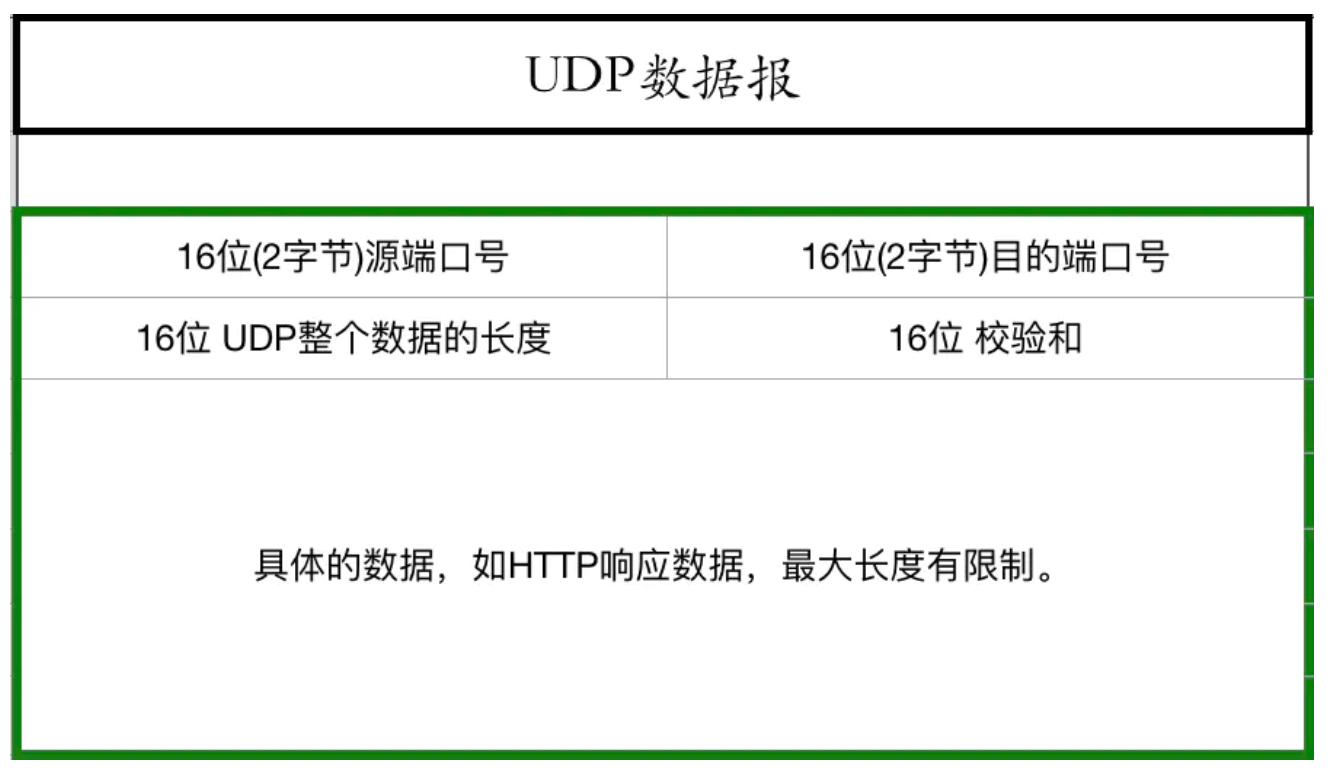 UDP数据报
16位(2字节)源端口号
16位(2字节)目的端口号
16位 UDP整个数据的长度
16位 校验和
具体的数据，如HTTP响应数据，最大长度有限制。